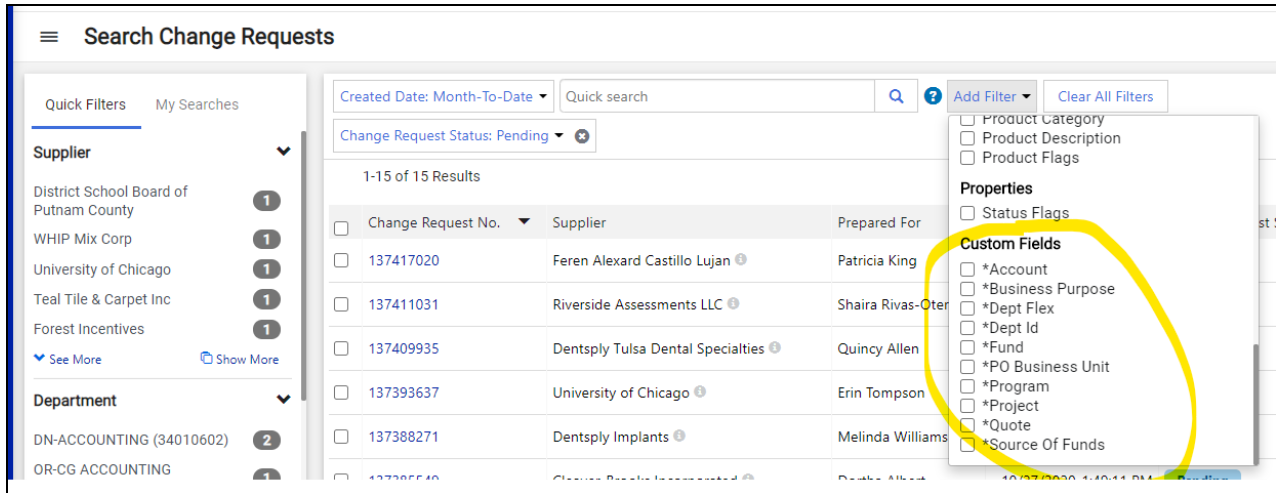 Search Change Requests
Quick Filters My Searches
Supplier
District School Board of
Putnam County
1
WHIP Mix Corp 1
University of Chicago 1
Teal Tile & Carpet Inc 1
Forest Incentives 1
See More Show More
Department
DN-ACCOUNTING (34010602) 2
OR-CG ACCOUNTING
Created Date: Month-To-Date Quick search ? Add Filter Clear All Filters
Change Request Status: Pending
1-15 of 15 Results
Change Request No. Supplier Prepared For
137417020 Feren Alexard Castillo Lujan Patricia King
137411031 Riverside Assessments LLC Shaira Rivas-Oter
137409935 Dentsply Tulsa Dental Specialties Quincy Allen
137393637 University of Chicago Erin Tompson
137388271 Dentsply Implants Melinda Williams
Product Category
Product Description
Product Flags
Properties
Status Flags
Custom Fields
*Account
*Business Purpose
*Dept Flex
*Dept Id
*Fund
*PO Business Unit
*Program
*Project
*Quote
*Source Of Funds